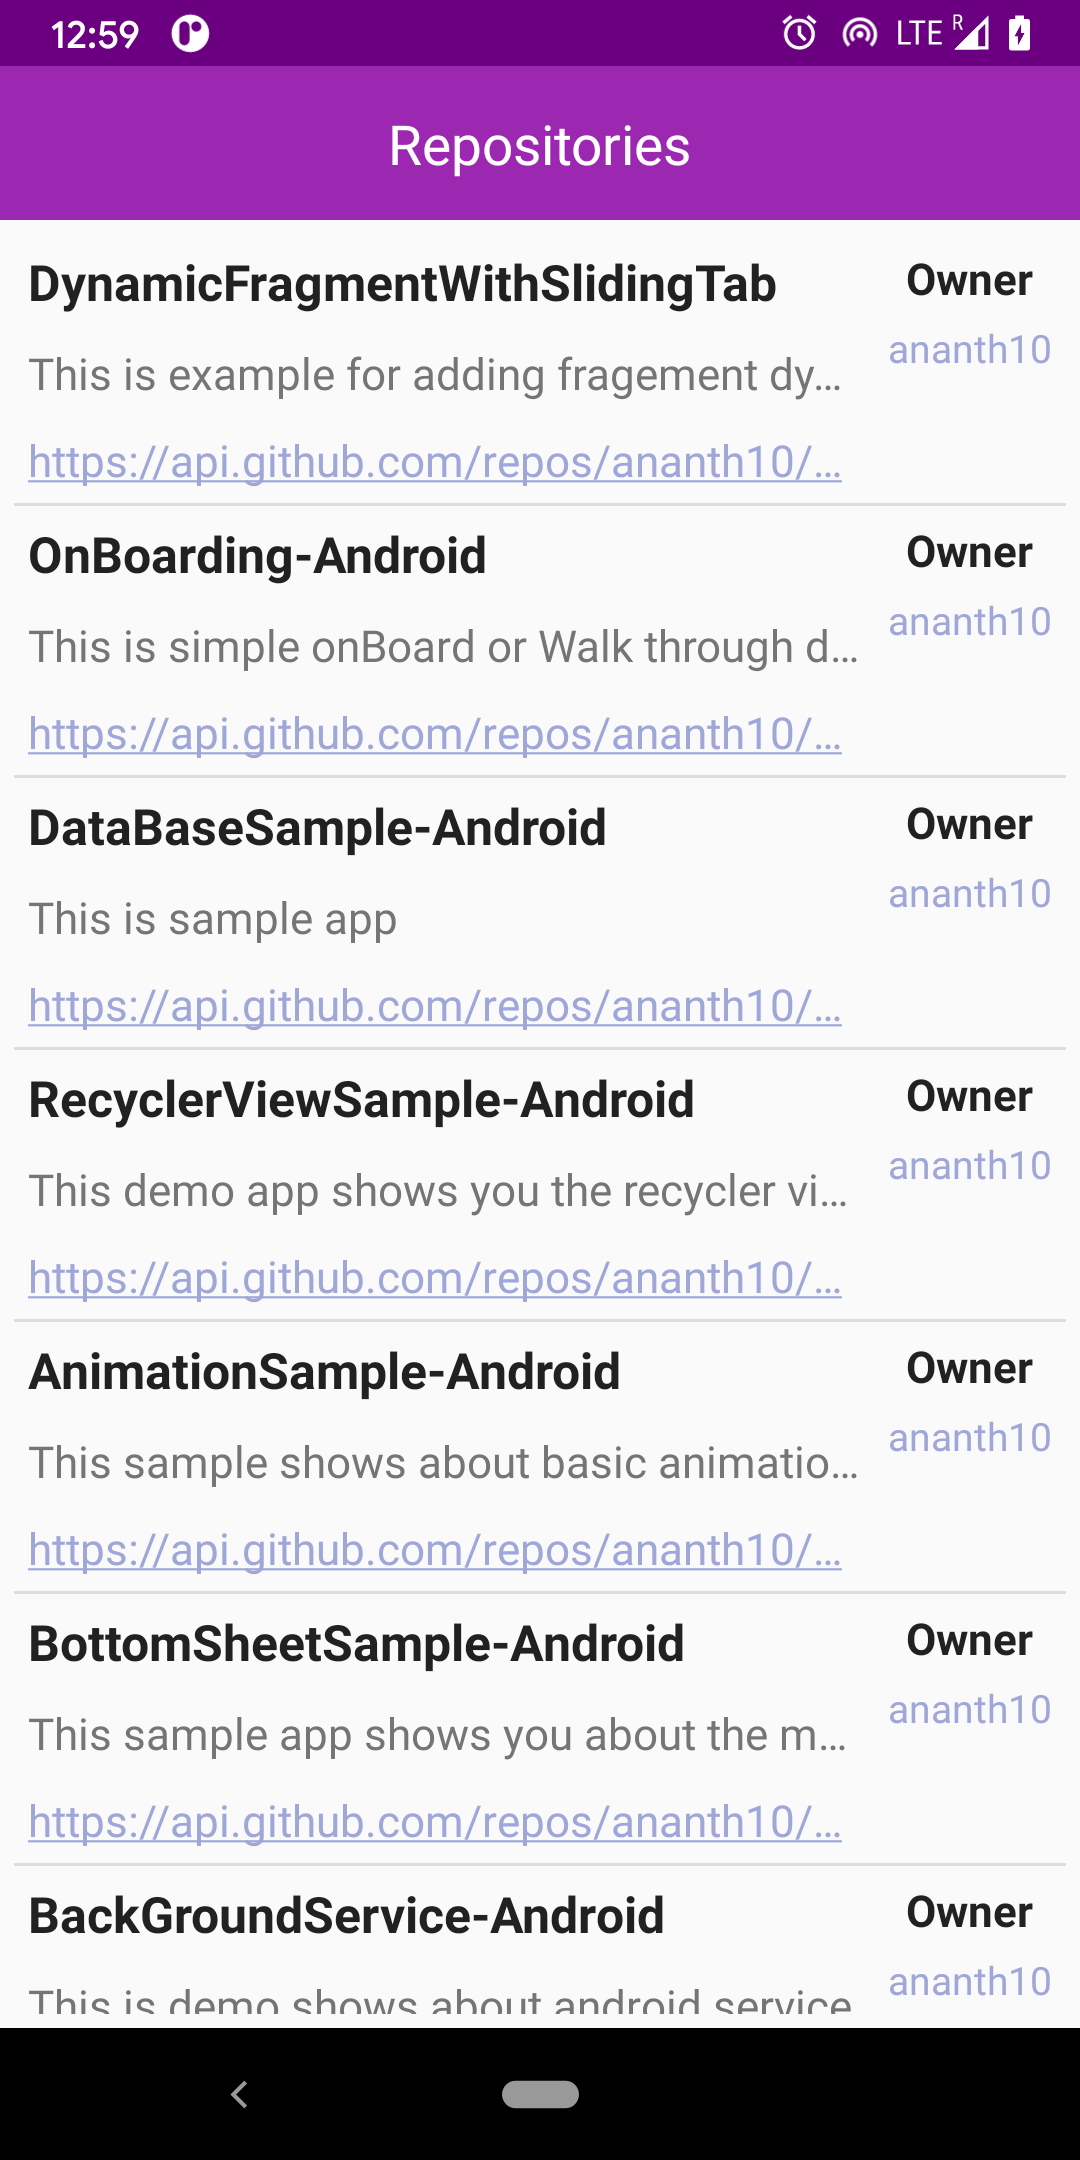 12:59
LTE R
Repositories
DynamicFragmentWithSlidingTab
Owner
This is example for adding fragement dy...
ananth10
https://api.github.com/repos/ananth10/...
OnBoarding-Android
Owner
This is simple onBoard or Walk through d...
ananth10
https://api.github.com/repos/ananth10/...
DataBaseSample-Android
Owner
This is sample app
ananth10
https://api.github.com/repos/ananth10/...
RecyclerViewSample-Android
Owner
This demo app shows you the recycler vi...
ananth10
https://api.github.com/repos/ananth10/...
AnimationSample-Android
Owner
This sample shows about basic animatio...
ananth10
https://api.github.com/repos/ananth10/...
BottomSheetSample-Android
Owner
This sample app shows you about the m...
ananth10
https://api.github.com/repos/ananth10/...
BackGroundService-Android
Owner
This is demo shows about android service
ananth10